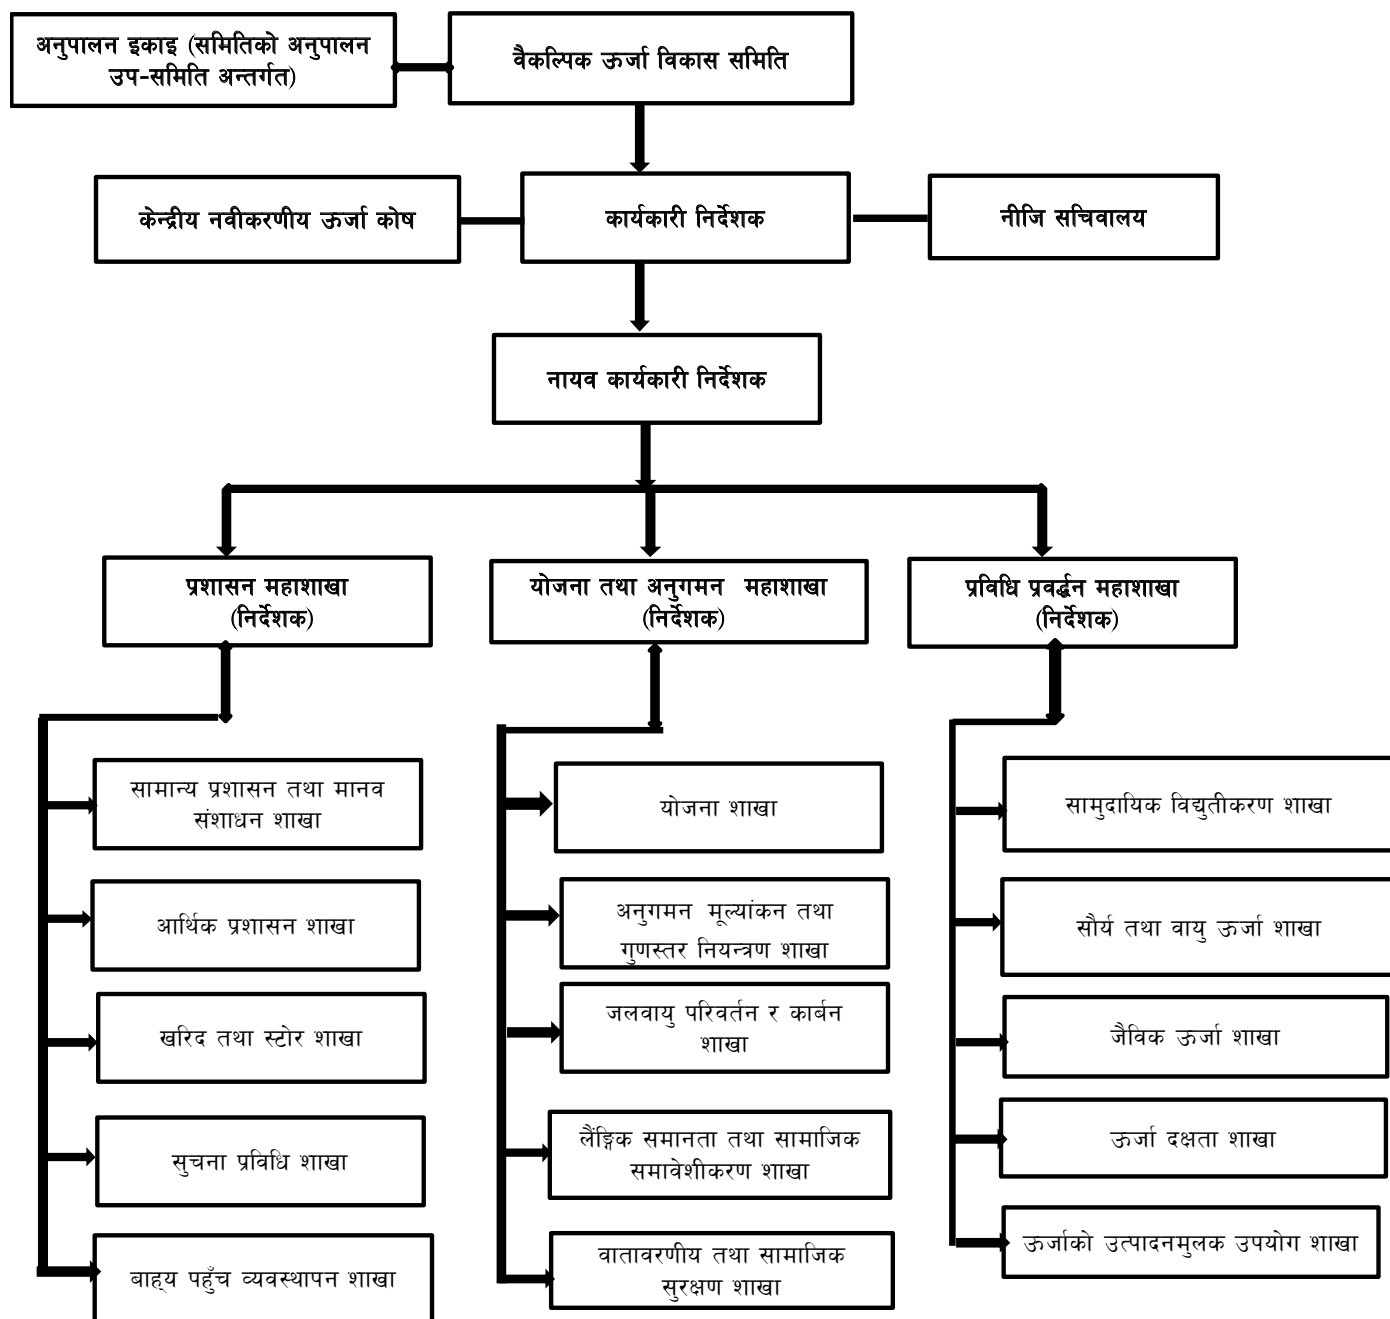 अनुपालन इकाइ (समितिको अनुपालन
उप-समिति अन्तर्गत)
वैकल्पिक ऊर्जा विकास समिति
केन्द्रीय नवीकरणीय ऊर्जा कोष
कार्यकारी निर्देशक
नीजि सचिवालय
नायव कार्यकारी निर्देशक
प्रशासन महाशाखा
(निर्देशक)
योजना तथा अनुगमन महाशाखा
(निर्देशक)
प्रविधि प्रवर्द्धन महाशाखा
(निर्देशक)
सामान्य प्रशासन तथा मानव
संशाधन शाखा
आर्थिक प्रशासन शाखा
खरिद तथा स्टोर शाखा
सुचना प्रविधि शाखा
बाह्य पहुँच व्यवस्थापन शाखा
योजना शाखा
अनुगमन मूल्यांकन तथा
गुणस्तर नियन्त्रण शाखा
जलवायु परिवर्तन र कार्बन
शाखा
लैंङ्गिक समानता तथा सामाजिक
समावेशीकरण शाखा
वातावरणीय तथा सामाजिक
सुरक्षण शाखा
सामुदायिक विद्युतीकरण शाखा
सौर्य तथा वायु ऊर्जा शाखा
जैविक ऊर्जा शाखा
ऊर्जा दक्षता शाखा
ऊर्जाको उत्पादनमुलक उपयोग शाखा